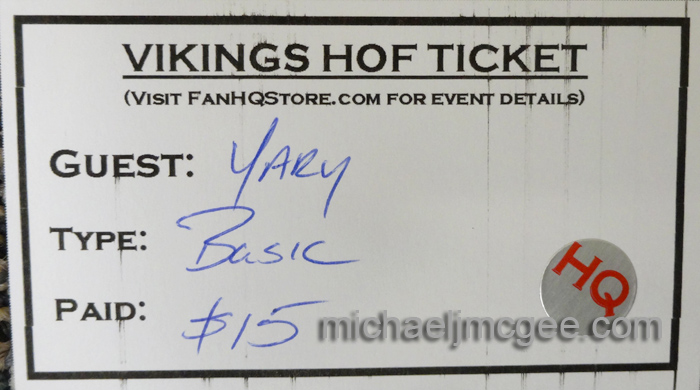 VIKINGS HOF TICKET
(VISIT FANHQSTORE.COM FOR EVENT DETAILS)
GUEST: YARY
TYPE: Basic
PAID: $15
HQ
michaeljmcgee.com